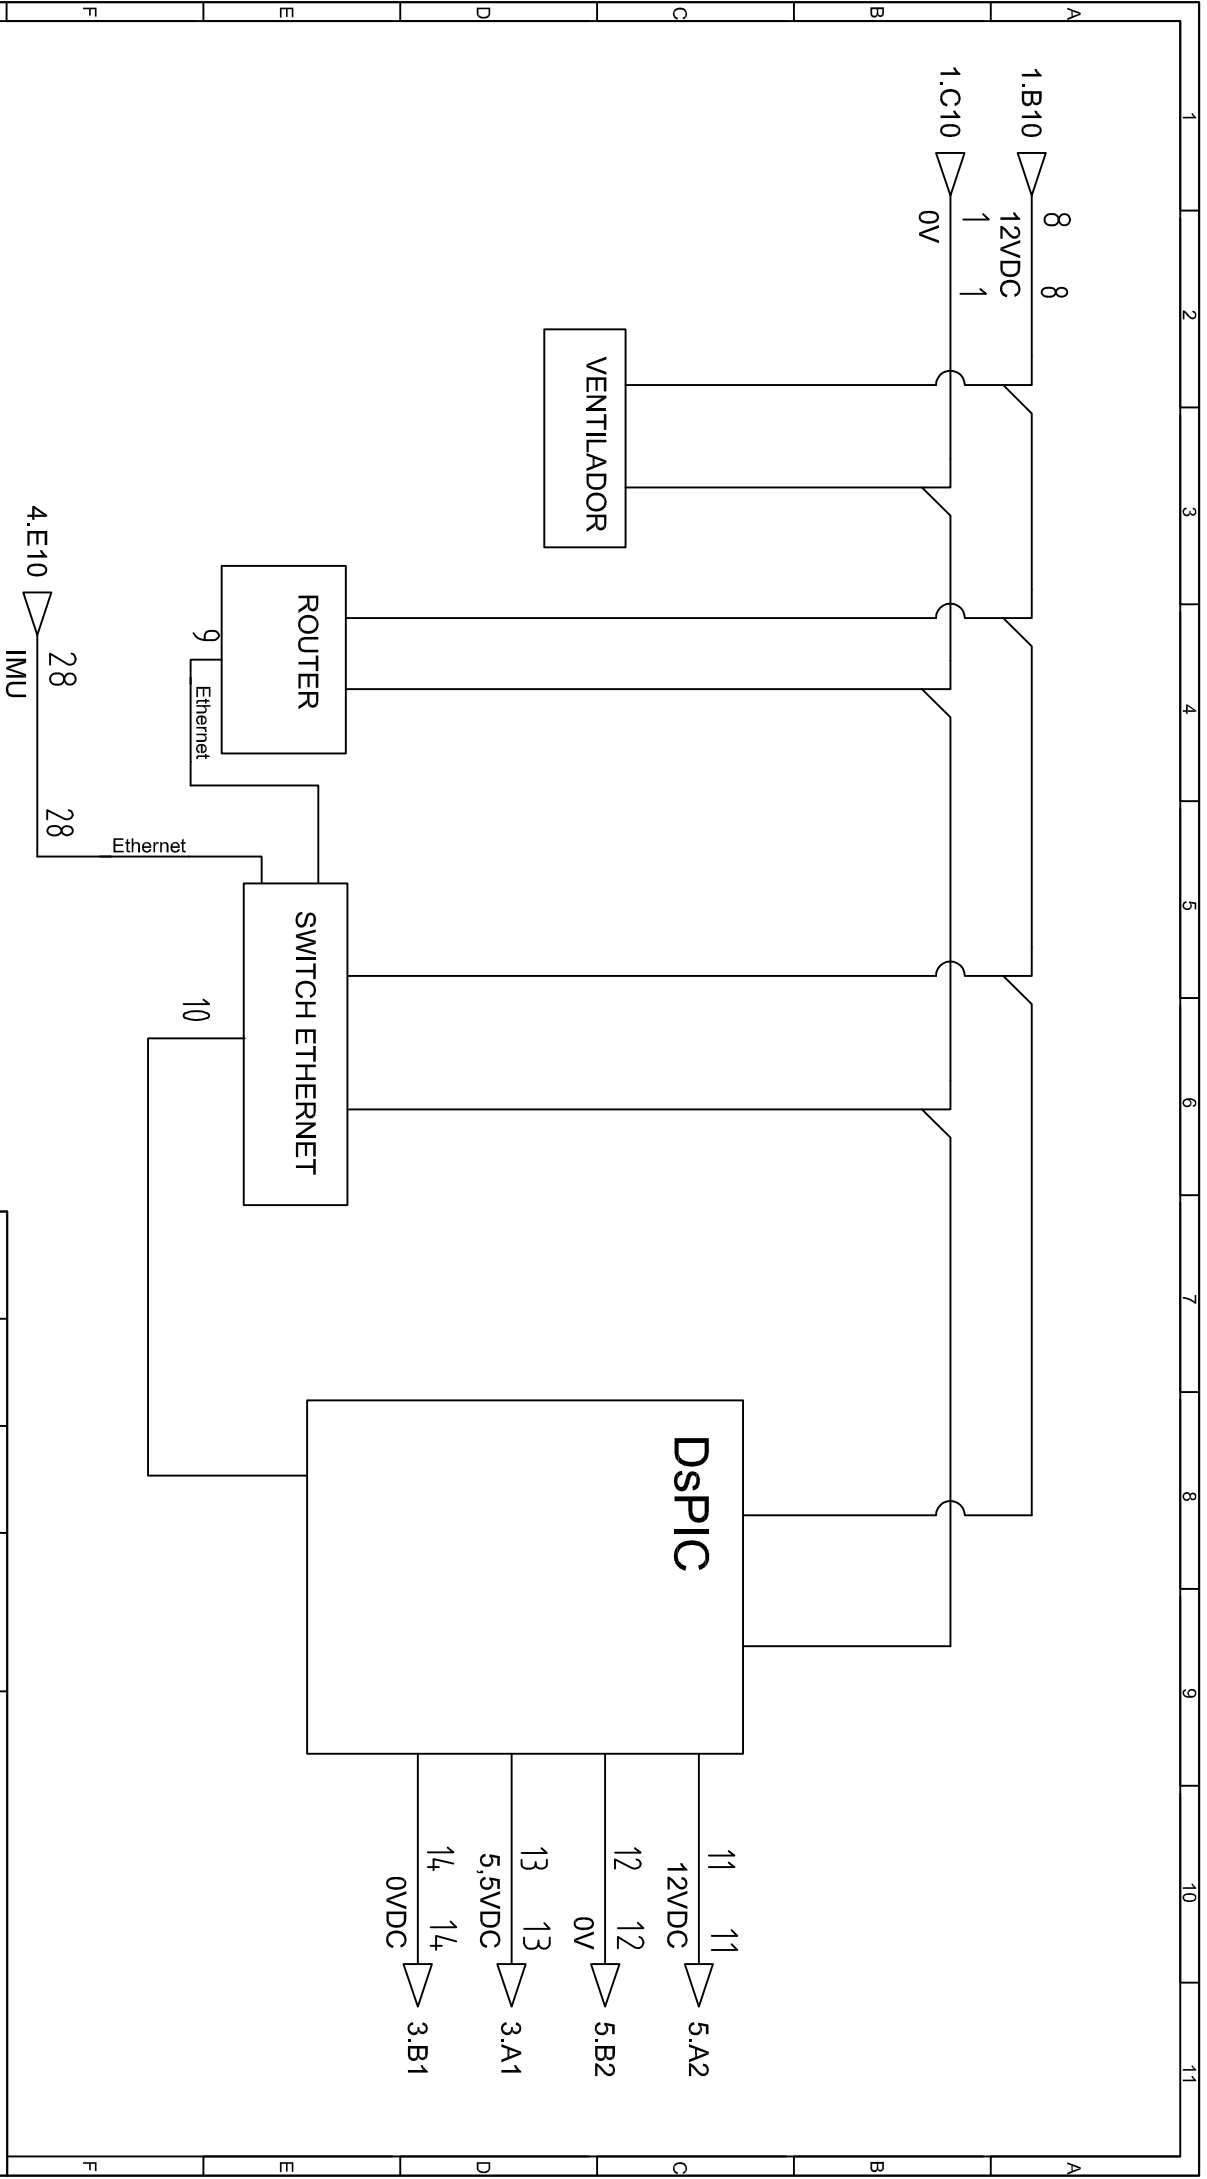 1 2 3 4 5 6 7 8 9 10 11
A A
1.B10 8 8
12VDC
B B
1.C10 1 1
0V
C C
VENTILADOR
DsPIC
11 11
12VDC 5.A2
12 12
0V 5.B2
D D
13 13
5,5VDC 3.A1
14 14
0VDC 3.B1
E E
ROUTER
SWITCH ETHERNET
9
Ethernet
10
Ethernet
F F
4.E10 28 28
IMU